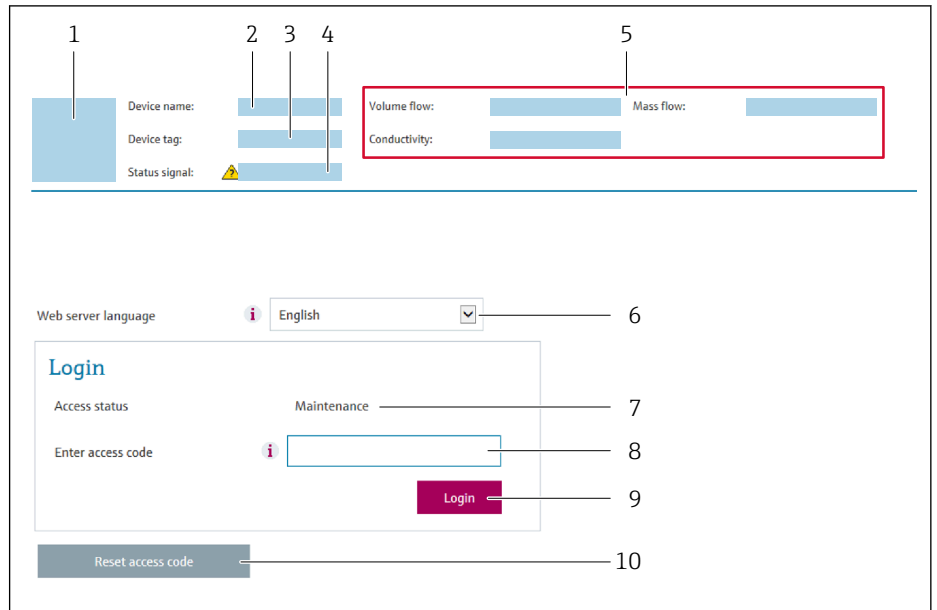 1 2 3 4 5
Device name: Volume flow: Mass flow:
Device tag: Conductivity:
Status signal: ?
Web server language i English 6
Login
Access status Maintenance 7
Enter access code i 8
Login 9
Reset access code 10